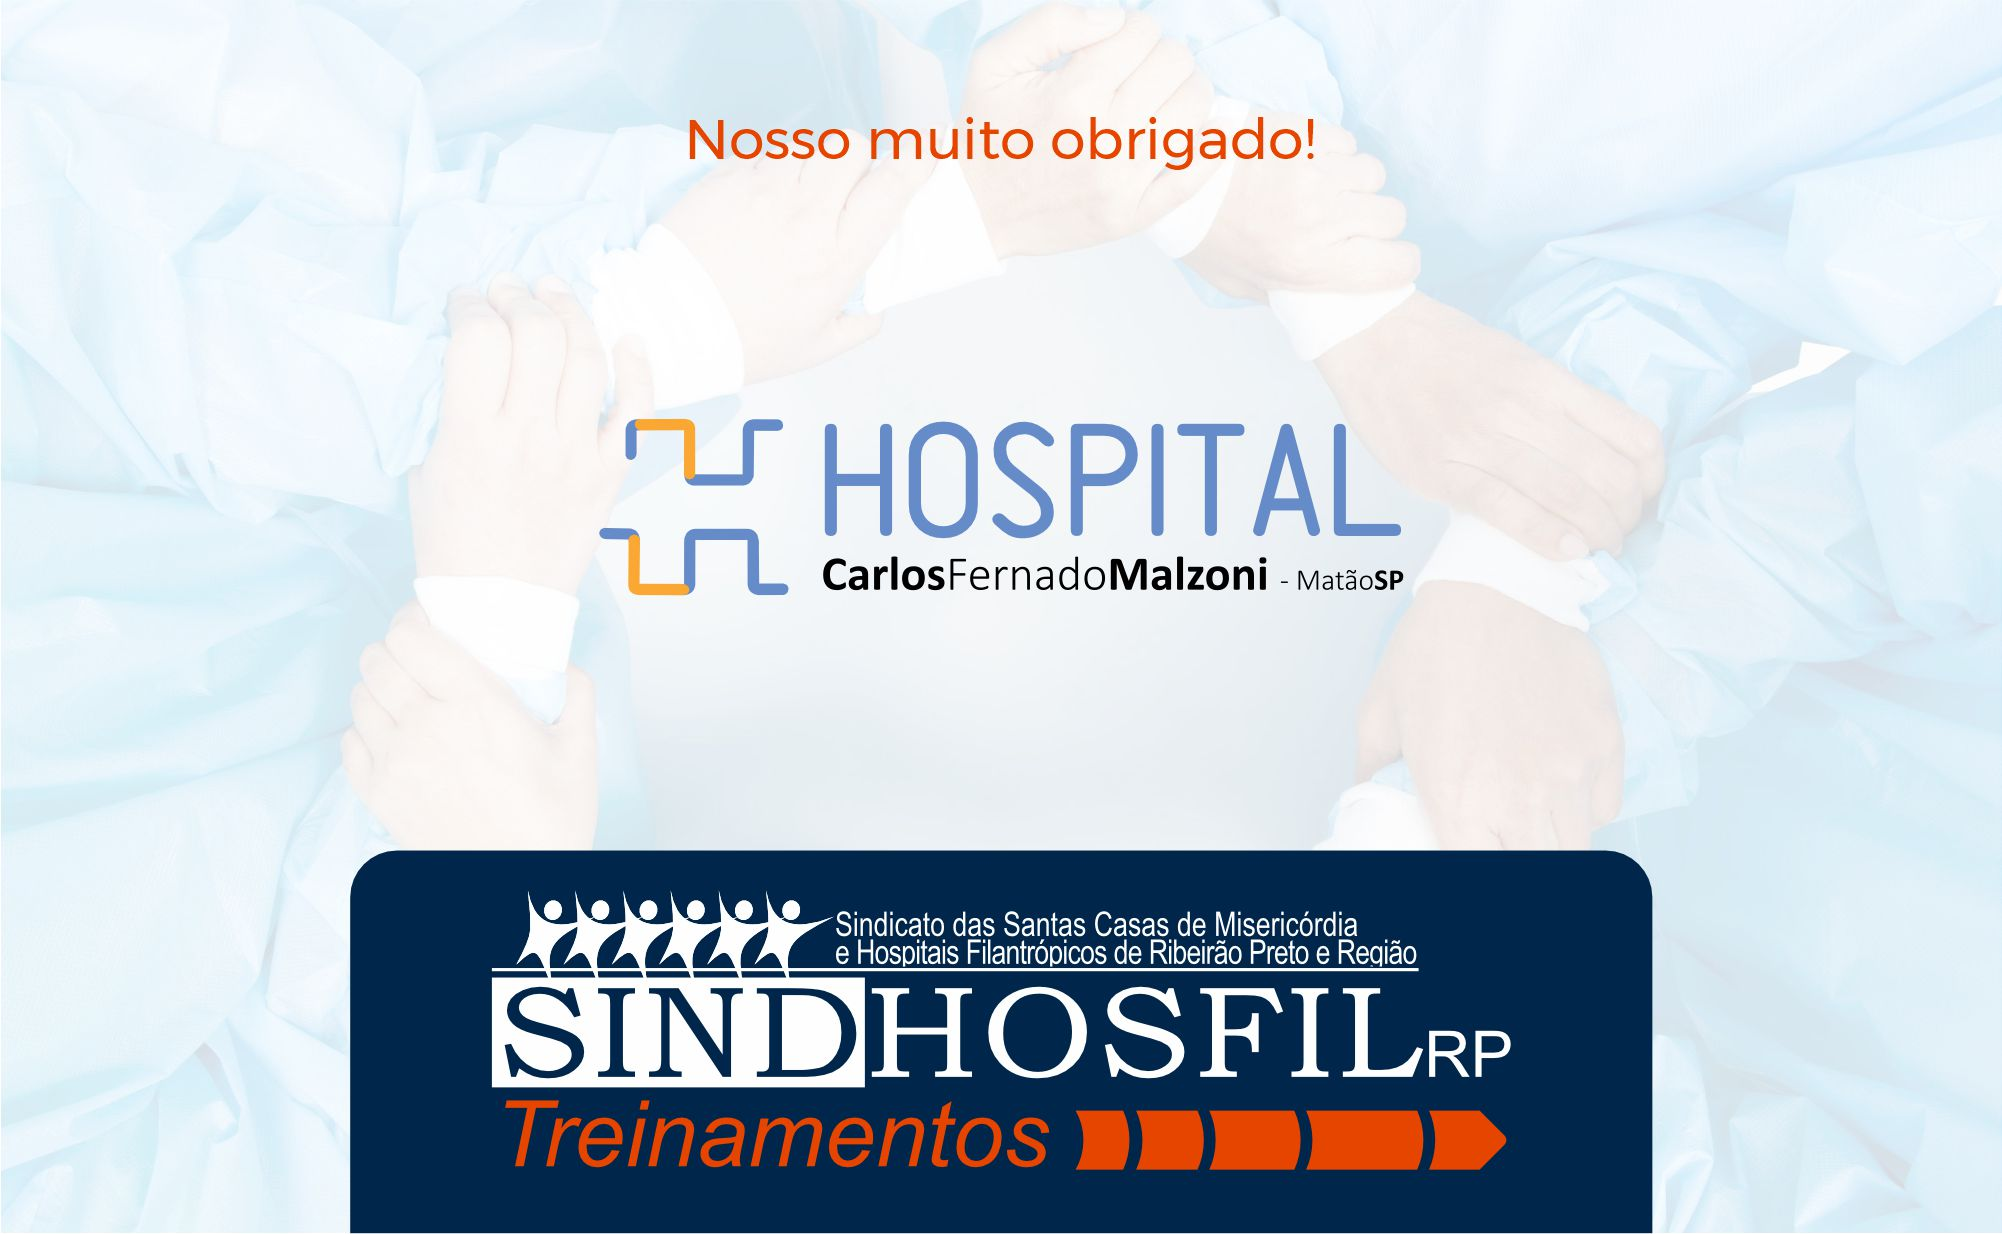 Nosso muito obrigado!
HOSPITAL
CarlosFernadoMalzoni - MatãoSP
Sindicato das Santas Casas de Misericórdia
e Hospitais Filantrópicos de Ribeirão Preto e Região
SINDHOSFILRP
Treinamentos